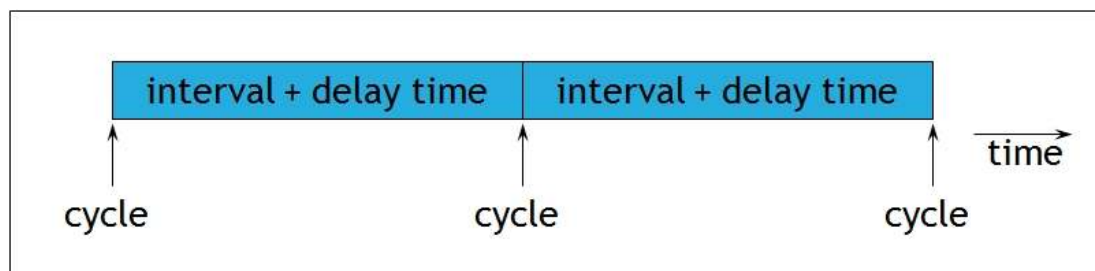 interval + delay time interval + delay time
time
cycle cycle cycle